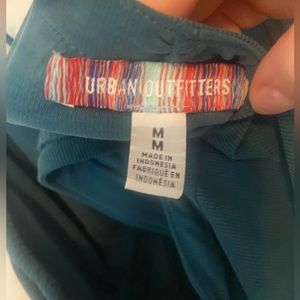 URBAN OUTFITTERS
M
M
MADE IN
INDONESIA
FABRIQUÉ EN
INDONÉSIA